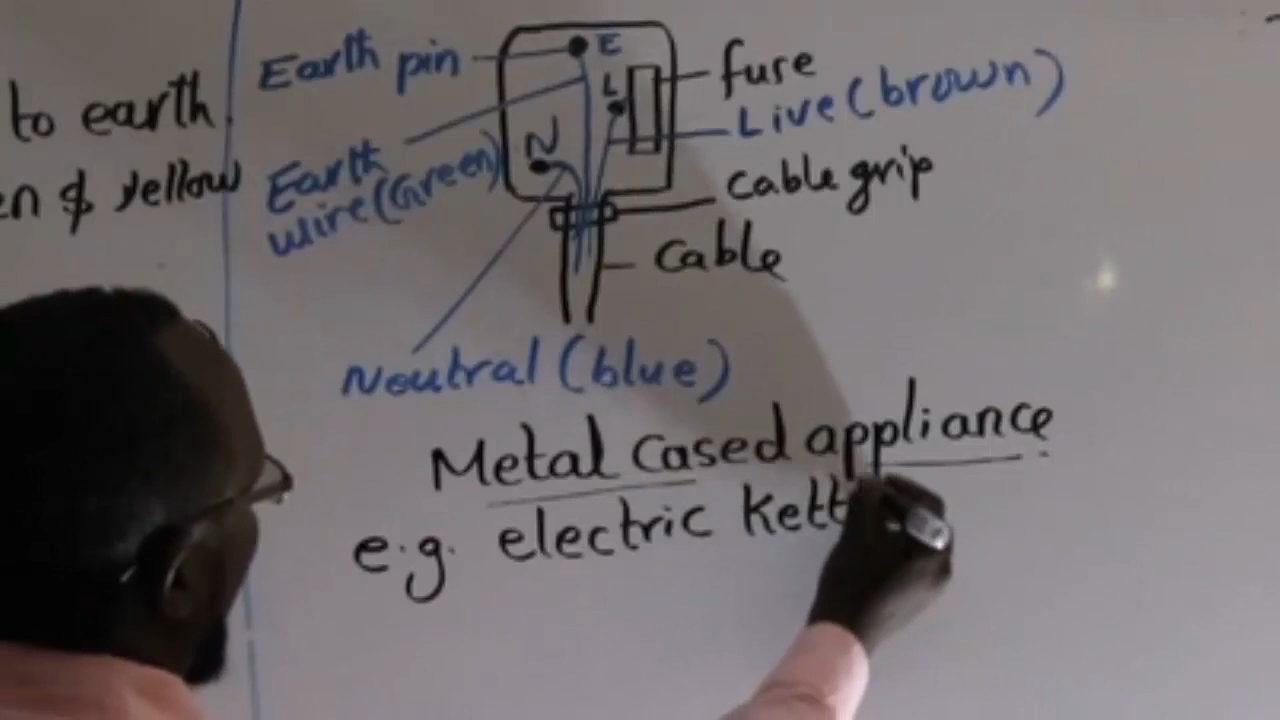 to earth
n & yellow
Earth pin
E
fuse
L
Live (brown)
N
Earth
wire (Green)
cable grip
cable
Neutral (blue)
Metal cased appliance
e.g. electric kett